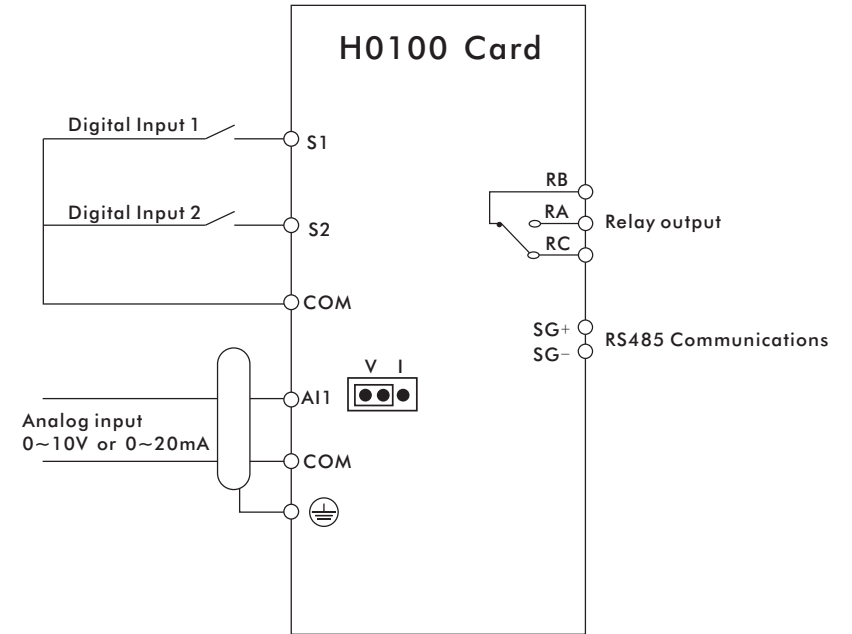 H0100 Card
Digital Input 1
S1
Digital Input 2
S2
COM
RB
RA
Relay output
RC
SG+
SG−
RS485 Communications
V I
AI1
Analog input
0~10V or 0~20mA
COM